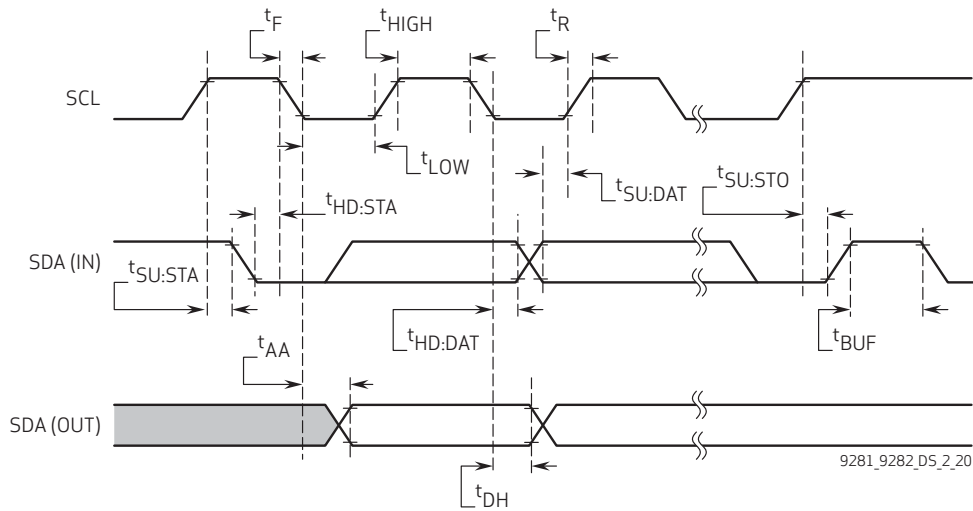 tF
tHIGH
tR
SCL
tLOW
tSU:DAT
tSU:STO
tHD:STA
SDA (IN)
tSU:STA
tHD:DAT
tBUF
tAA
SDA (OUT)
9281_9282_DS_2_20
tDH